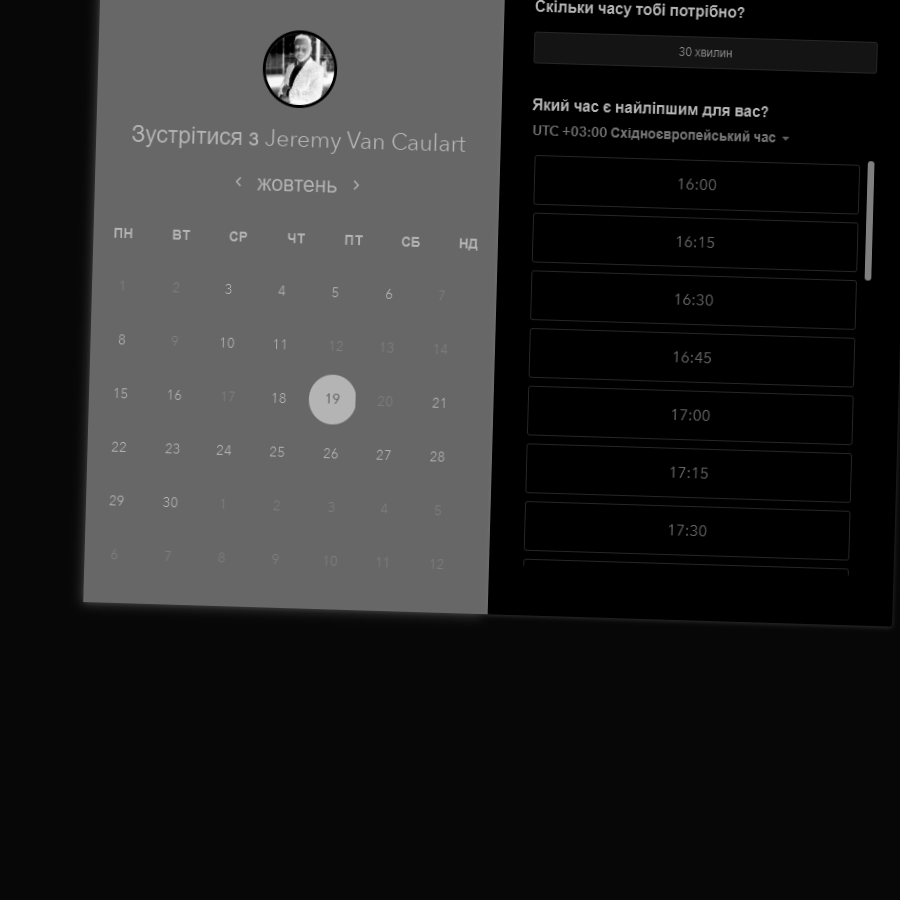 Зустрітися з Jeremy Van Caulart
‹ жовтень ›
ПН ВТ СР ЧТ ПТ СБ НД
1 2 3 4 5 6 7
8 9 10 11 12 13 14
15 16 17 18 19 20 21
22 23 24 25 26 27 28
29 30 1 2 3 4 5
6 7 8 9 10 11 12
Скільки часу тобі потрібно?
30 хвилин
Який час є найліпшим для вас?
UTC +03:00 Східноєвропейський час
16:00
16:15
16:30
16:45
17:00
17:15
17:30